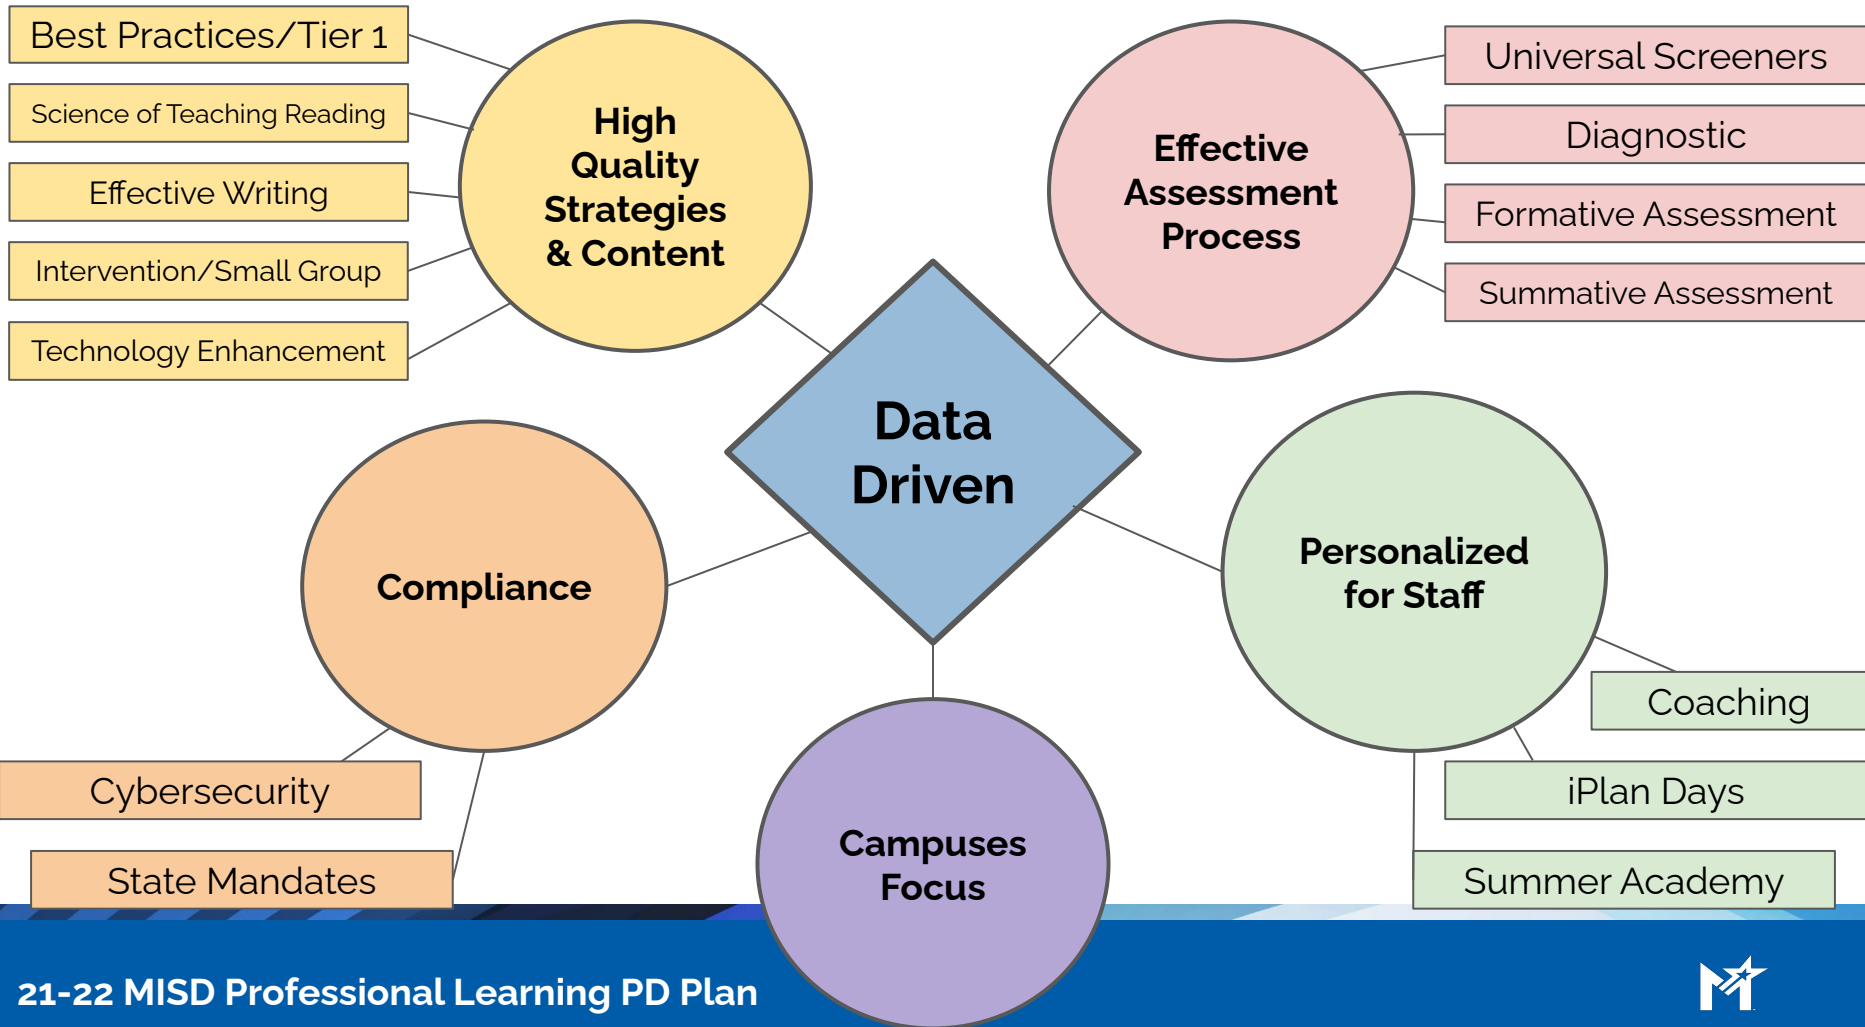 Best Practices/Tier 1
Science of Teaching Reading
Effective Writing
Intervention/Small Group
Technology Enhancement
High
Quality
Strategies
& Content
Effective
Assessment
Process
Universal Screeners
Diagnostic
Formative Assessment
Summative Assessment
Data
Driven
Compliance
Cybersecurity
State Mandates
Personalized
for Staff
Coaching
iPlan Days
Summer Academy
Campuses
Focus
21-22 MISD Professional Learning PD Plan
M